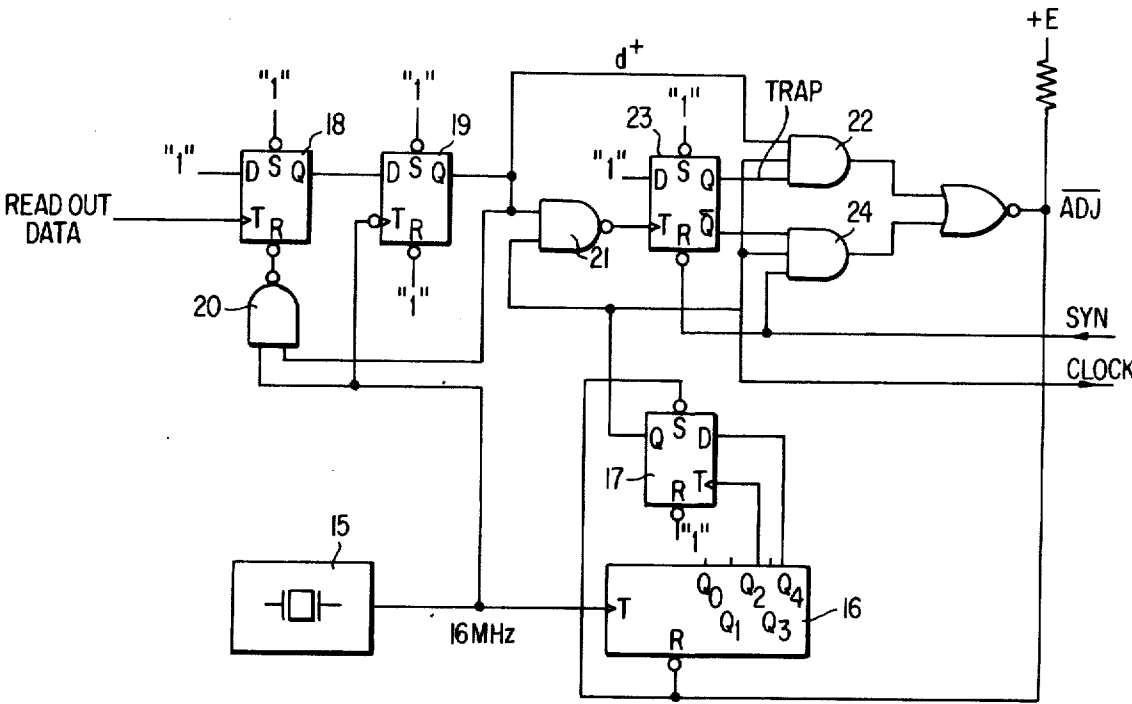 +E
d+
"1"
"1"
TRAP
"1"
18
19
23
22
"1"
S
D
Q
S
D
Q
"1"
S
D
Q
READ OUT
DATA
T
R
T
R
T
Q̅
R
A̅D̅J̅
24
21
20
"1"
SYN
CLOCK
S
Q
D
17
T
R
"1"
15
Q0
Q1
Q2
Q3
Q4
16
T
R
16MHz